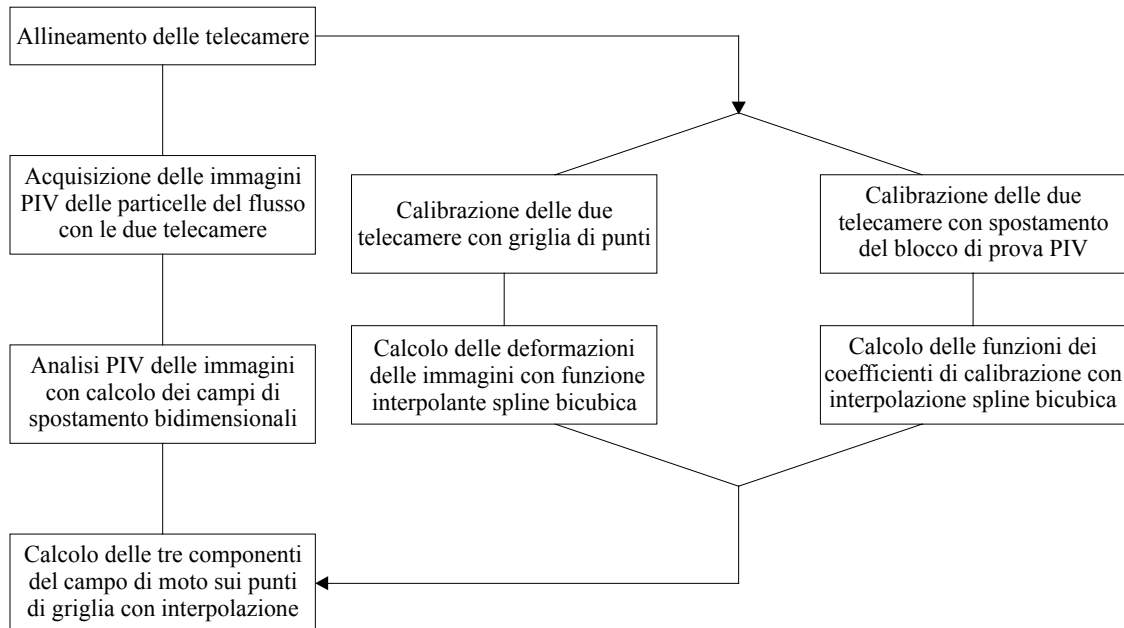 Allineamento delle telecamere
Acquisizione delle immagini
PIV delle particelle del flusso
con le due telecamere
Analisi PIV delle immagini
con calcolo dei campi di
spostamento bidimensionali
Calibrazione delle due
telecamere con griglia di punti
Calcolo delle deformazioni
delle immagini con funzione
interpolante spline bicubica
Calibrazione delle due
telecamere con spostamento
del blocco di prova PIV
Calcolo delle funzioni dei
coefficienti di calibrazione con
interpolazione spline bicubica
Calcolo delle tre componenti
del campo di moto sui punti
di griglia con interpolazione